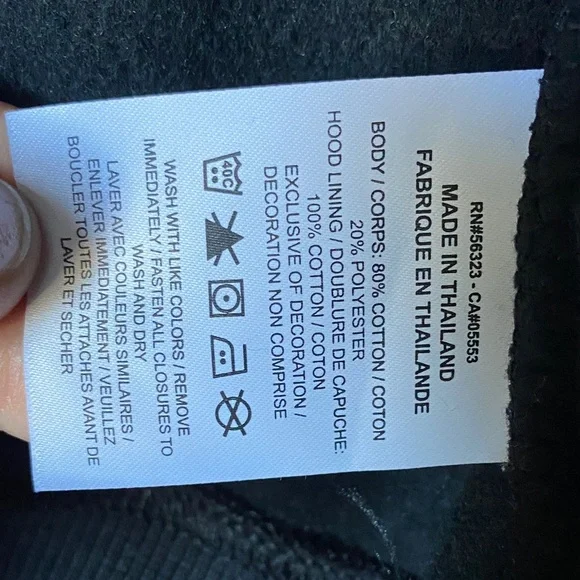 RN#56323 - CA#05553
MADE IN THAILAND
FABRIQUE EN THAILANDE
BODY / CORPS: 80% COTTON / COTON
20% POLYESTER
HOOD LINING / DOUBLURE DE CAPUCHE:
100% COTTON / COTON
EXCLUSIVE OF DECORATION /
DECORATION NON COMPRISE
40C
WASH WITH LIKE COLORS / REMOVE
IMMEDIATELY / FASTEN ALL CLOSURES TO
WASH AND DRY
LAVER AVEC COULEURS SIMILAIRES /
ENLEVER IMMEDIATEMENT / VEUILLEZ
BOUCLER TOUTES LES ATTACHES AVANT DE
LAVER ET SECHER